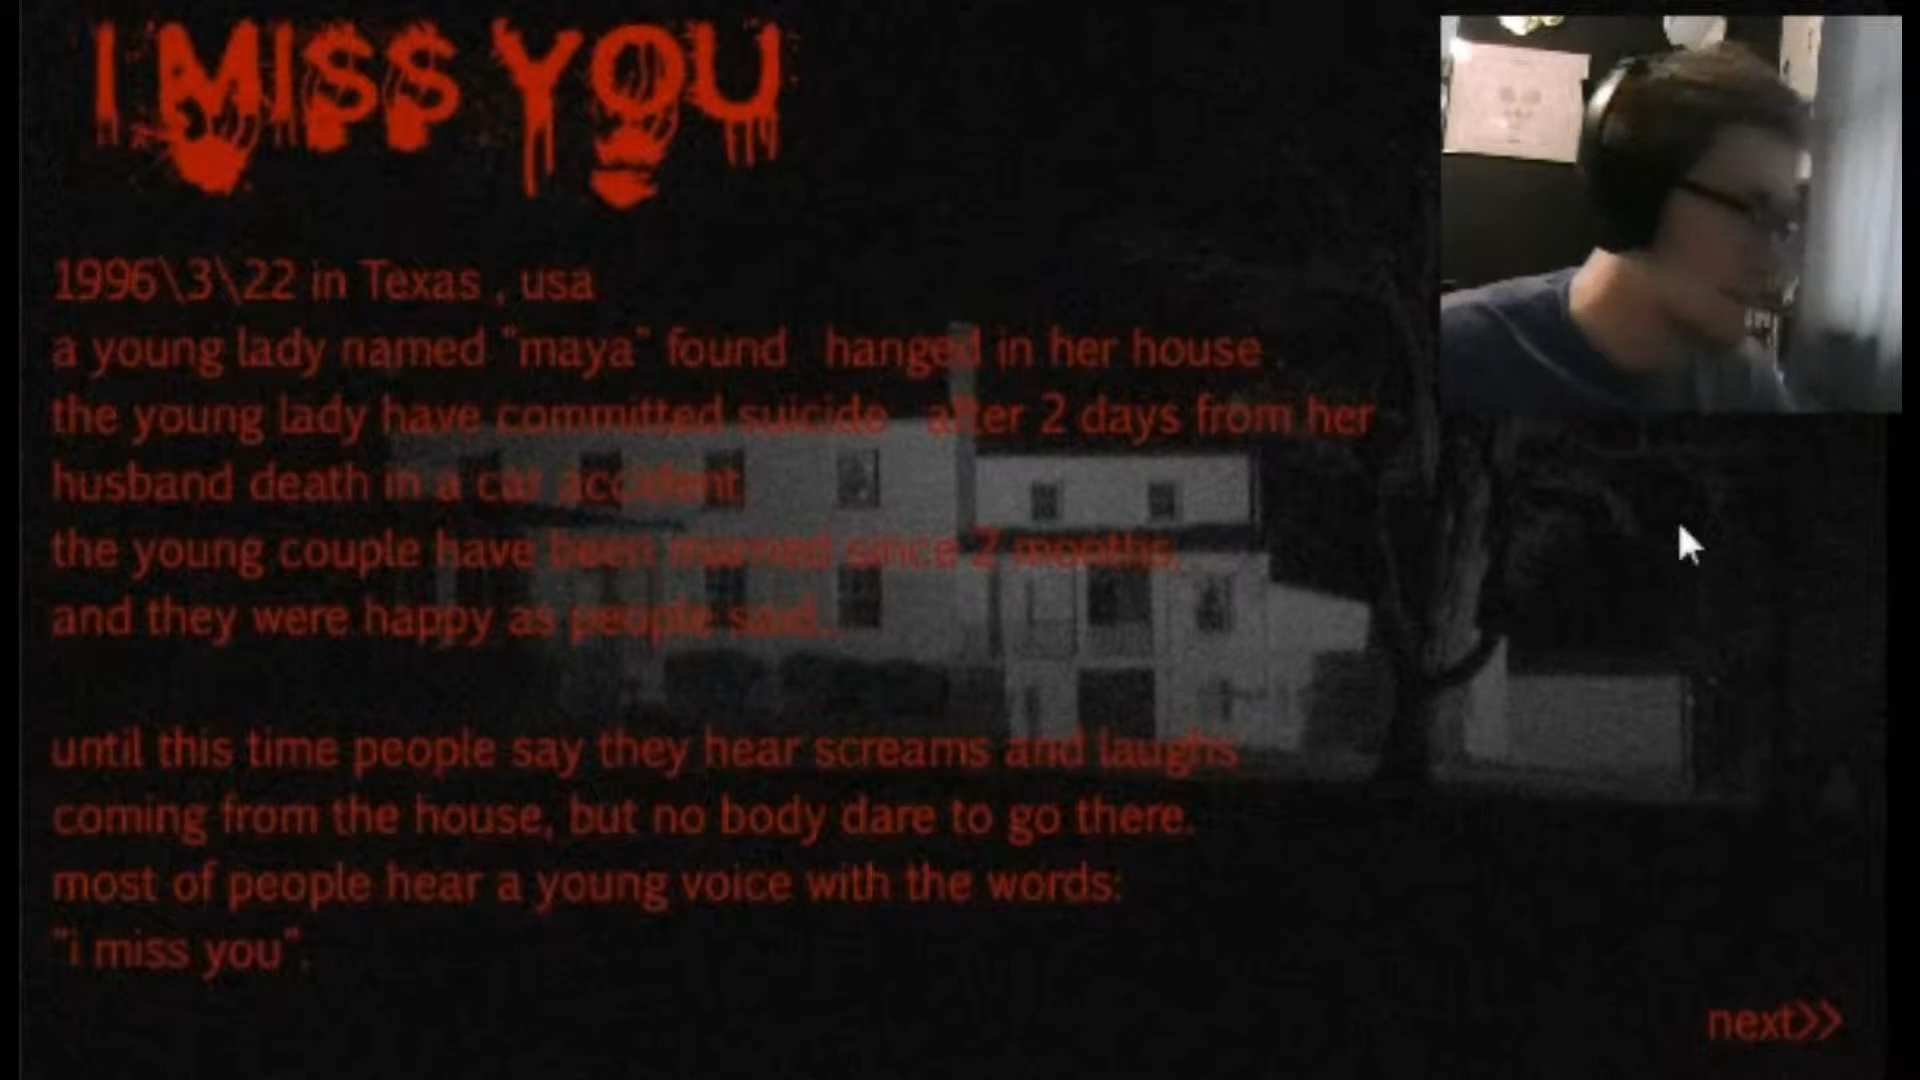 I MISS YOU
1996\3\22 in Texas , usa
a young lady named "maya" found hanged in her house
the young lady have committed suicide after 2 days from her
husband death in a car accident
the young couple have been married since 2 months,
and they were happy as people said..
until this time people say they hear screams and laughs
coming from the house, but no body dare to go there.
most of people hear a young voice with the words:
"i miss you".
next>>